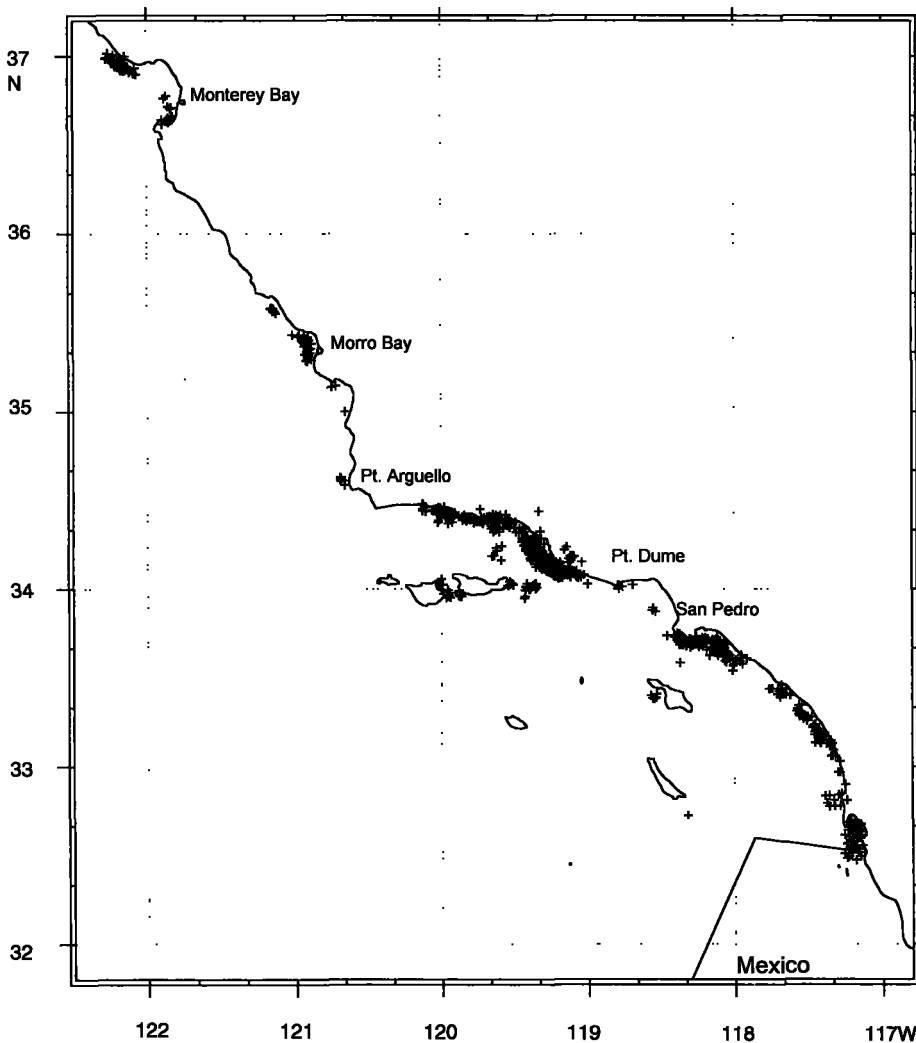 37
N
Monterey Bay
36
Morro Bay
35
Pt. Arguello
Pt. Dume
34
San Pedro
33
32
Mexico
122
121
120
119
118
117W